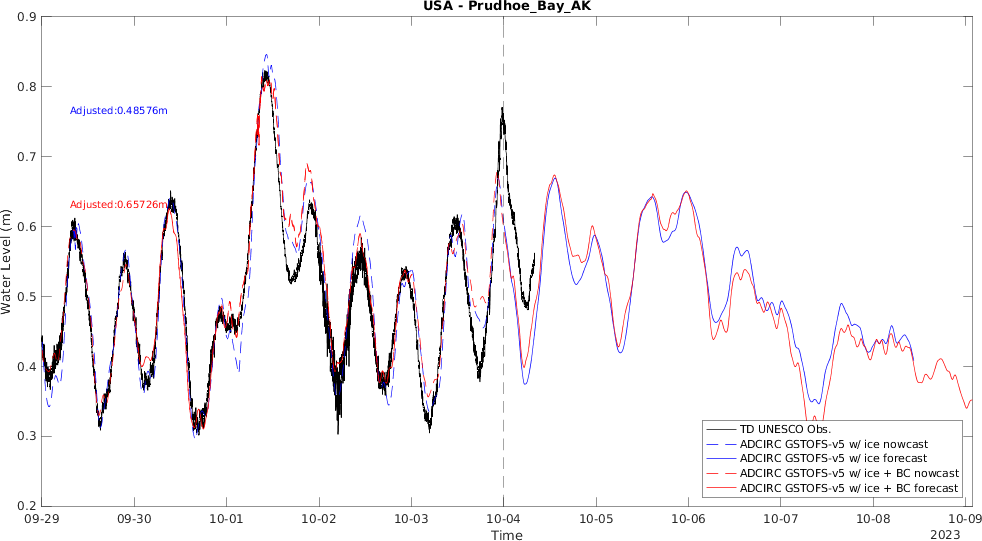 USA - Prudhoe_Bay_AK
0.9
0.8
Adjusted:0.48576m
0.7
Adjusted:0.65726m
0.6
Water Level (m)
0.5
0.4
0.3
0.2
TD UNESCO Obs.
ADCIRC GSTOFS-v5 w/ ice nowcast
ADCIRC GSTOFS-v5 w/ ice forecast
ADCIRC GSTOFS-v5 w/ ice + BC nowcast
ADCIRC GSTOFS-v5 w/ ice + BC forecast
09-29 09-30 10-01 10-02 10-03 10-04 10-05 10-06 10-07 10-08 10-09
Time
2023